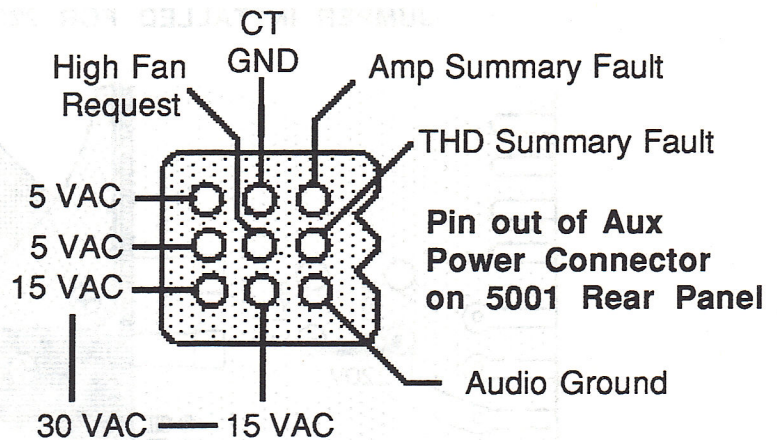 CT
GND
High Fan
Request
Amp Summary Fault
THD Summary Fault
5 VAC
5 VAC
15 VAC
Pin out of Aux
Power Connector
on 5001 Rear Panel
Audio Ground
30 VAC
15 VAC